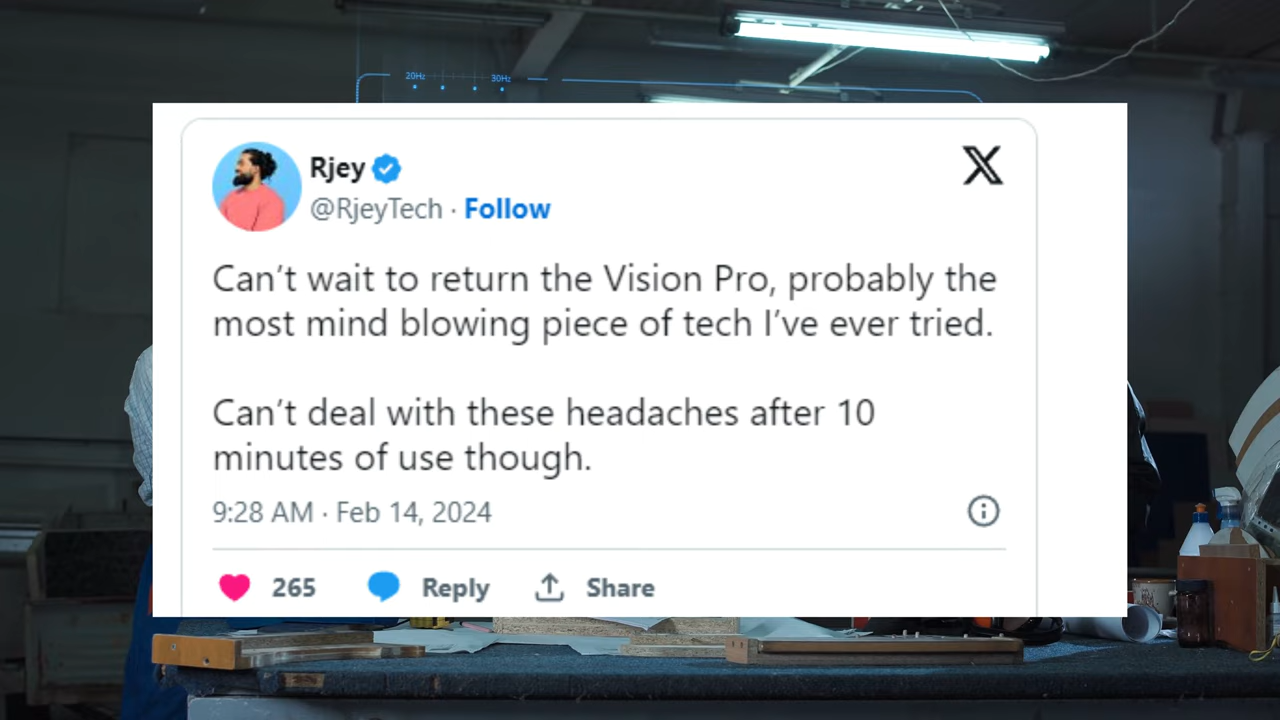 20Hz 30Hz
Rjey
@RjeyTech · Follow
Can’t wait to return the Vision Pro, probably the
most mind blowing piece of tech I’ve ever tried.
Can’t deal with these headaches after 10
minutes of use though.
9:28 AM · Feb 14, 2024
265 Reply Share